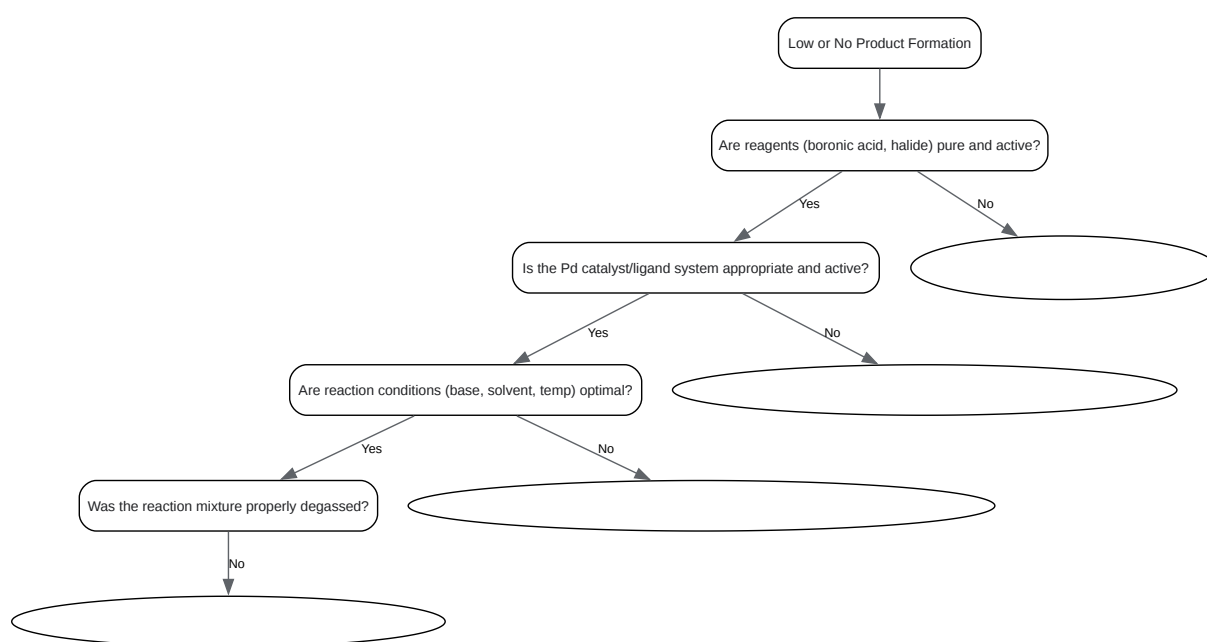 Low or No Product Formation
Are reagents (boronic acid, halide) pure and active?
Yes
No
Is the Pd catalyst/ligand system appropriate and active?
Yes
No
Are reaction conditions (base, solvent, temp) optimal?
Yes
No
Was the reaction mixture properly degassed?
No